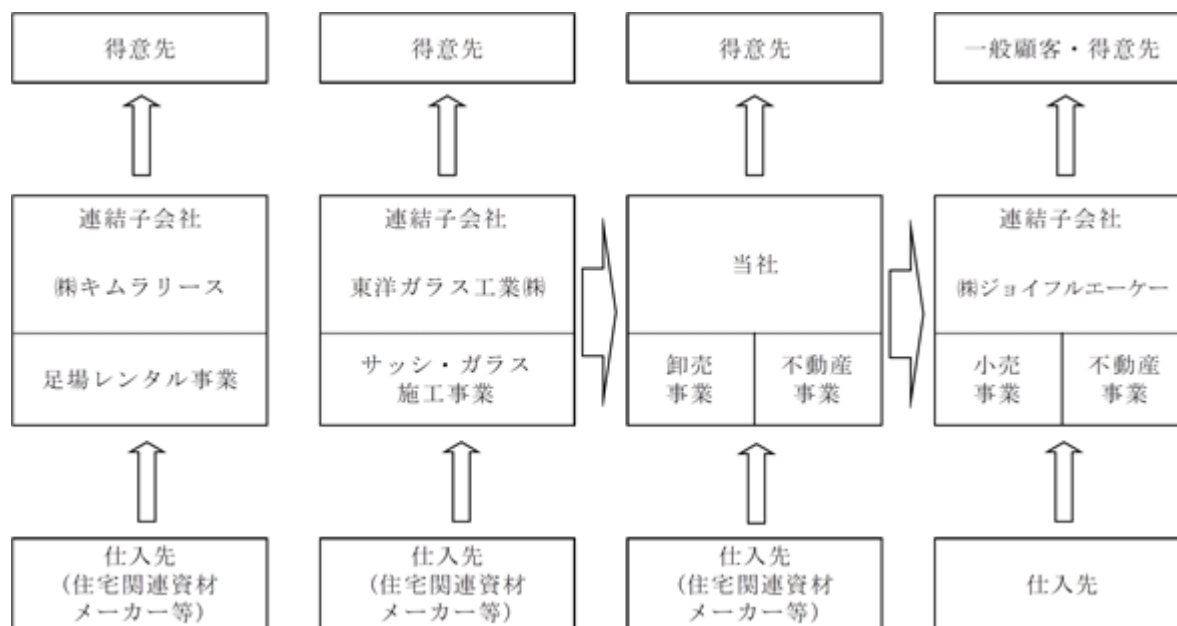 得意先
得意先
得意先
一般顧客・得意先
連結子会社
㈱キムラリース
足場レンタル事業
連結子会社
東洋ガラス工業㈱
サッシ・ガラス
施工事業
当社
卸売
事業
不動産
事業
連結子会社
㈱ジョイフルエーケー
小売
事業
不動産
事業
仕入先
(住宅関連資材
メーカー等)
仕入先
(住宅関連資材
メーカー等)
仕入先
(住宅関連資材
メーカー等)
仕入先